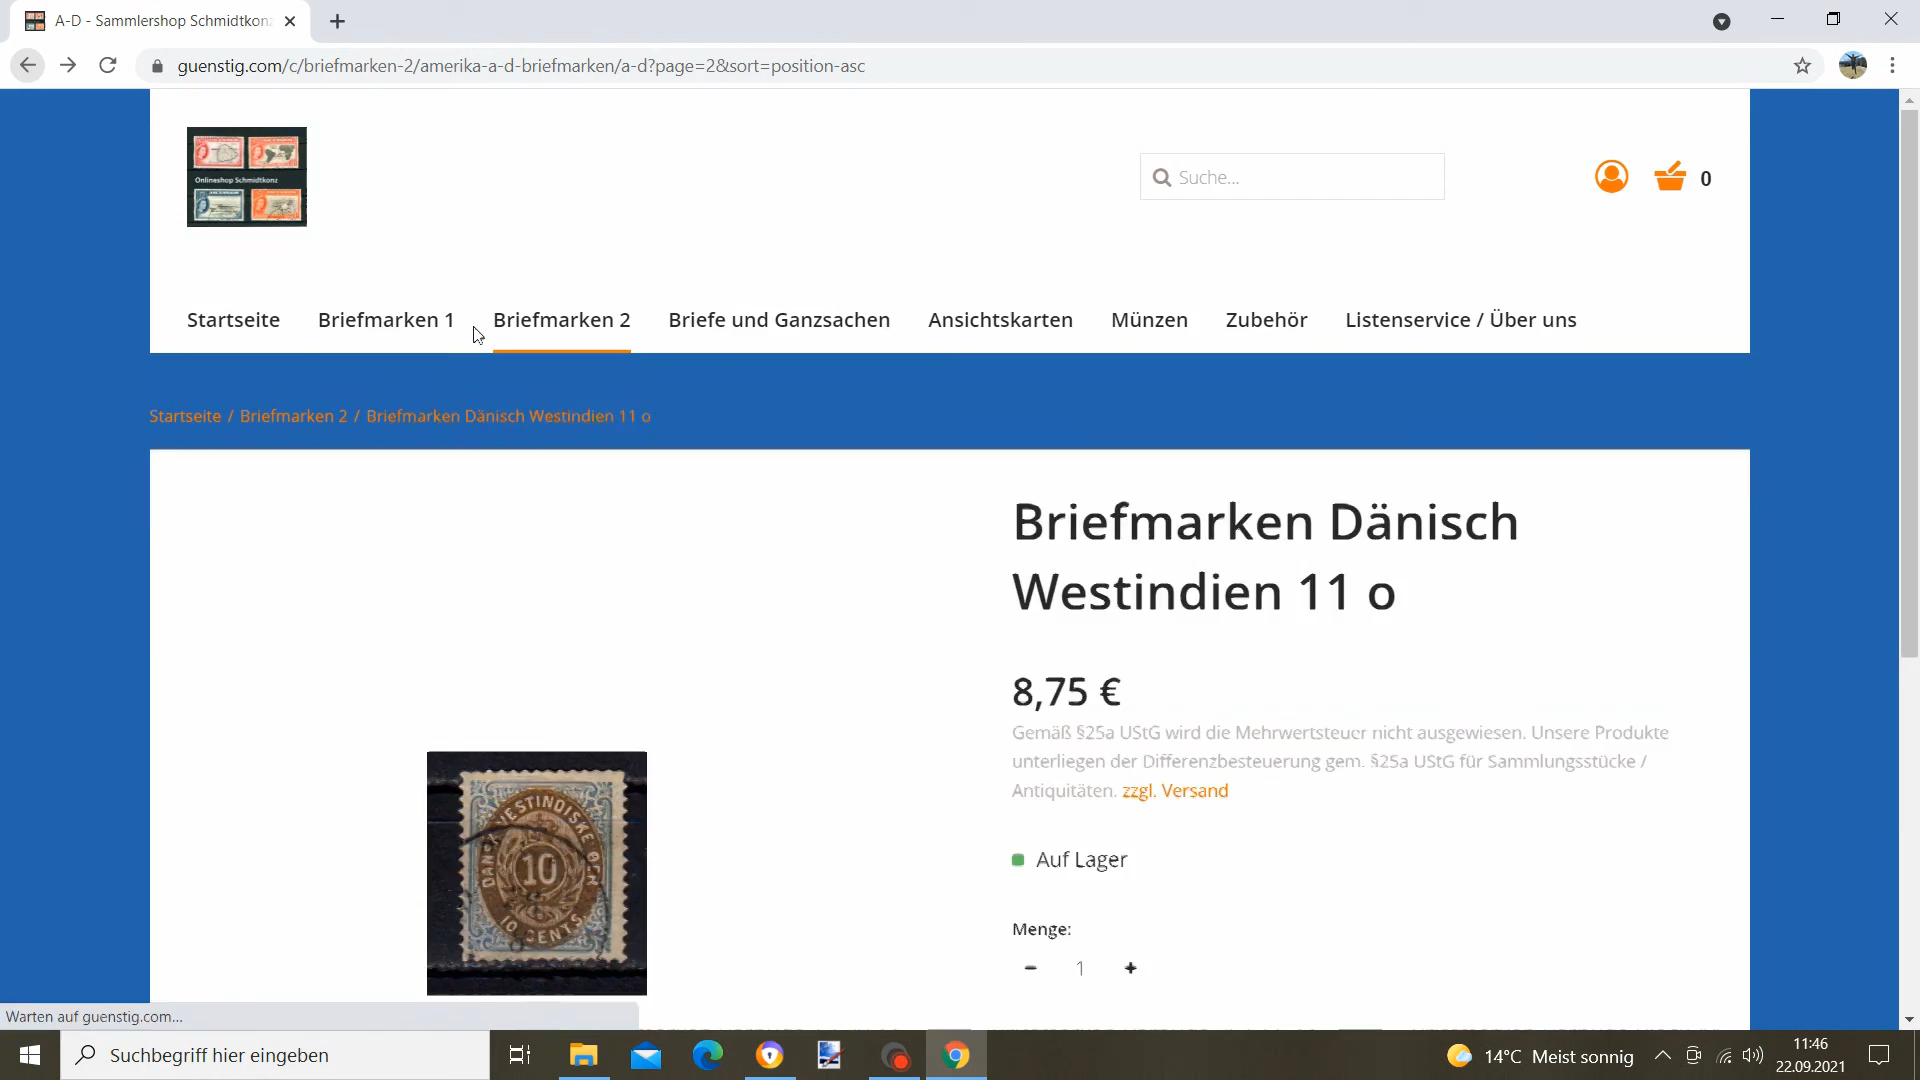 A-D - Sammlershop Schmidtkonz
guenstig.com/c/briefmarken-2/amerika-a-d-briefmarken/a-d?page=2&sort=position-asc
Onlineshop Schmidtkonz
Suche...
0
Startseite Briefmarken 1 Briefmarken 2 Briefe und Ganzsachen Ansichtskarten Münzen Zubehör Listenservice / Über uns
Startseite / Briefmarken 2 / Briefmarken Dänisch Westindien 11 o
Briefmarken Dänisch
Westindien 11 o
8,75 €
Gemäß §25a UStG wird die Mehrwertsteuer nicht ausgewiesen. Unsere Produkte
unterliegen der Differenzbesteuerung gem. §25a UStG für Sammlungsstücke /
Antiquitäten. zzgl. Versand
DANSK VESTINDISKE ØER
10
10 CENTS
Auf Lager
Menge:
- 1 +
Warten auf guenstig.com...
Suchbegriff hier eingeben
14°C Meist sonnig
11:46
22.09.2021